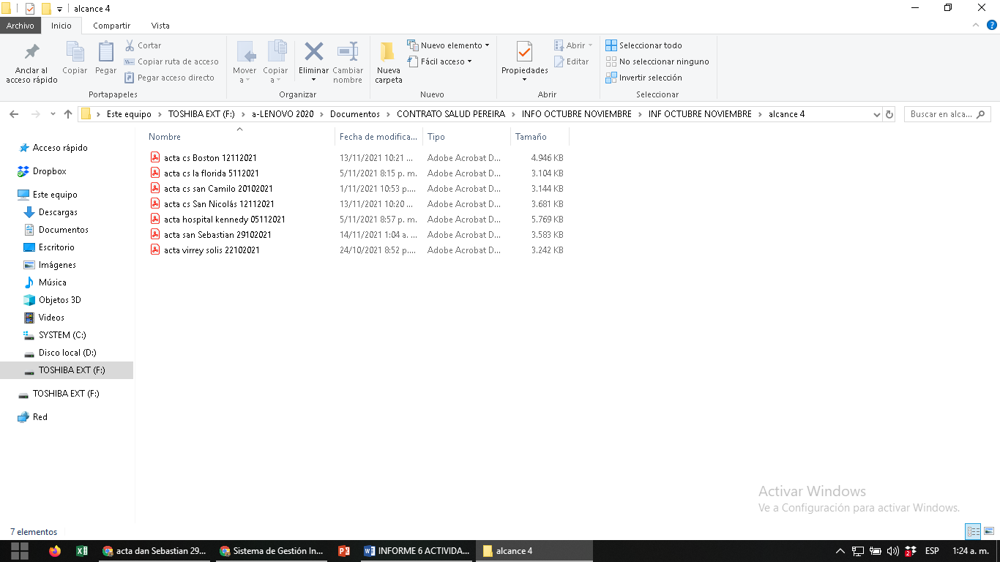 alcance 4
Archivo Inicio Compartir Vista
Anclar al acceso rápido
Copiar
Pegar
Cortar
Copiar ruta de acceso
Pegar acceso directo
Portapapeles
Mover a
Copiar a
Eliminar
Cambiar nombre
Organizar
Nueva carpeta
Nuevo elemento
Fácil acceso
Nuevo
Propiedades
Abrir
Editar
Abrir
Seleccionar todo
No seleccionar ninguno
Invertir selección
Seleccionar
Este equipo > TOSHIBA EXT (F:) > a-LENOVO 2020 > Documentos > CONTRATO SALUD PEREIRA > INFO OCTUBRE NOVIEMBRE > INF OCTUBRE NOVIEMBRE > alcance 4
Buscar en alca...
Acceso rápido
Dropbox
Este equipo
Descargas
Documentos
Escritorio
Imágenes
Música
Objetos 3D
Videos
SYSTEM (C:)
Disco local (D:)
TOSHIBA EXT (F:)
TOSHIBA EXT (F:)
Red
Nombre Fecha de modifica... Tipo Tamaño
acta cs Boston 12112021 13/11/2021 10:21 ... Adobe Acrobat D... 4.946 KB
acta cs la florida 5112021 5/11/2021 8:15 p. m. Adobe Acrobat D... 3.104 KB
acta cs san Camilo 20102021 1/11/2021 10:53 p.... Adobe Acrobat D... 3.144 KB
acta cs San Nicolás 12112021 13/11/2021 10:20 ... Adobe Acrobat D... 3.681 KB
acta hospital kennedy 05112021 5/11/2021 8:57 p. m. Adobe Acrobat D... 5.769 KB
acta san Sebastian 29102021 14/11/2021 1:04 a. ... Adobe Acrobat D... 3.583 KB
acta virrey solis 22102021 24/10/2021 8:52 p.... Adobe Acrobat D... 3.242 KB
Activar Windows
Ve a Configuración para activar Windows.
7 elementos
acta dan Sebastian 29... Sistema de Gestión In... INFORME 6 ACTIVIDA... alcance 4 2 ESP 1:24 a. m.